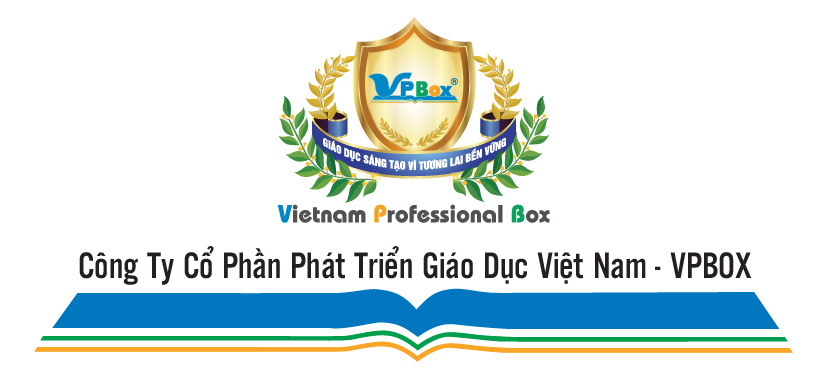 VPBox®
GIÁO DỤC SÁNG TẠO VÌ TƯƠNG LAI BỀN VỮNG
Vietnam Professional Box
Công Ty Cổ Phần Phát Triển Giáo Dục Việt Nam - VPBOX